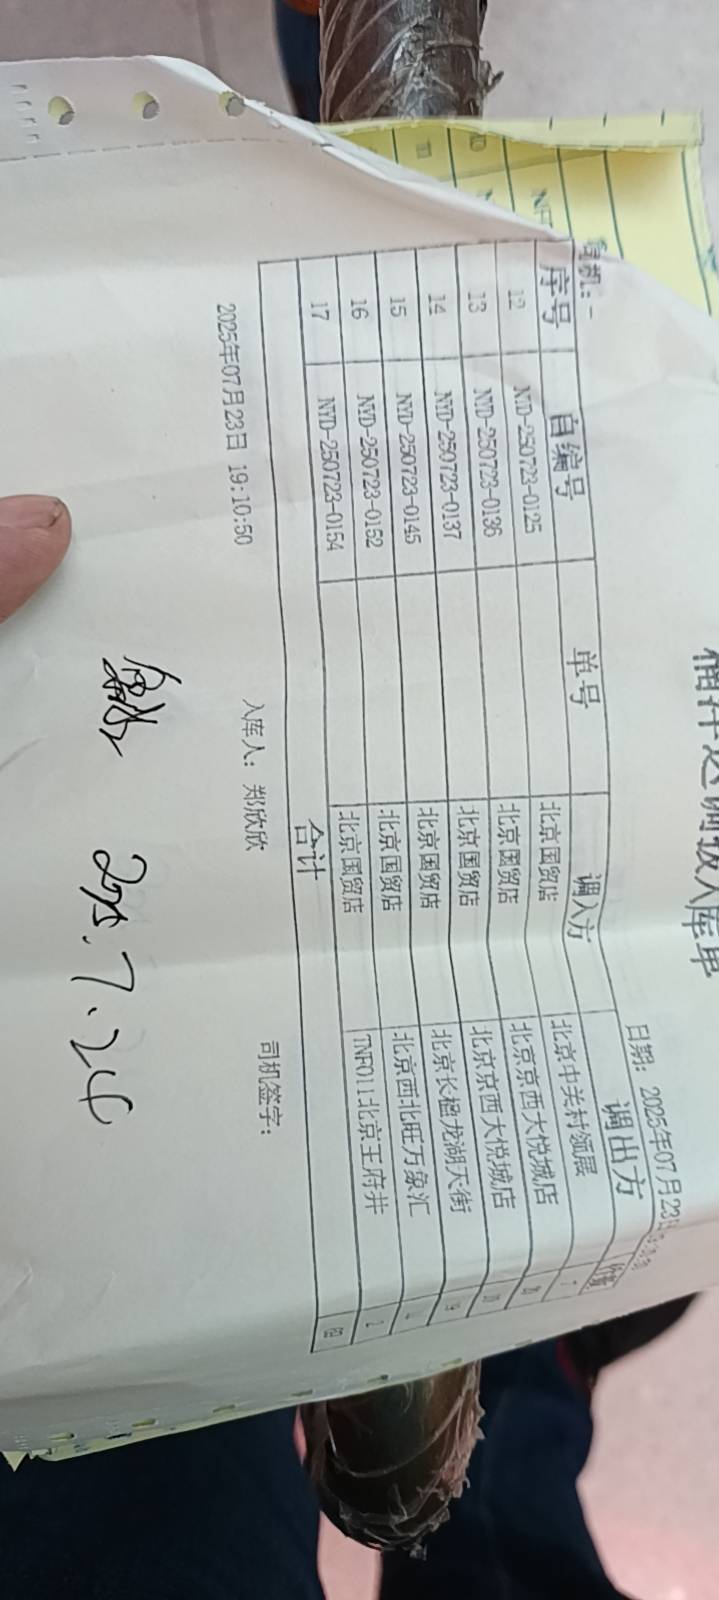 调拨入库单
司机：-
日期： 2025年07月23日
序号 自编号 单号 调入方 调出方
12 NYD-250723-0125 北京国贸店 北京中关村领展
13 NYD-250723-0136 北京国贸店 北京京西大悦城店
14 NYD-250723-0137 北京国贸店 北京京西大悦城店
15 NYD-250723-0145 北京国贸店 北京长楹龙湖天街
16 NYD-250723-0152 北京国贸店 北京西北旺万象汇
17 NYD-250723-0154 北京国贸店 TNF011北京王府井
合计
2025年07月23日 19:10:50 入库人： 郑欣欣 司机签字：
2025.7.24